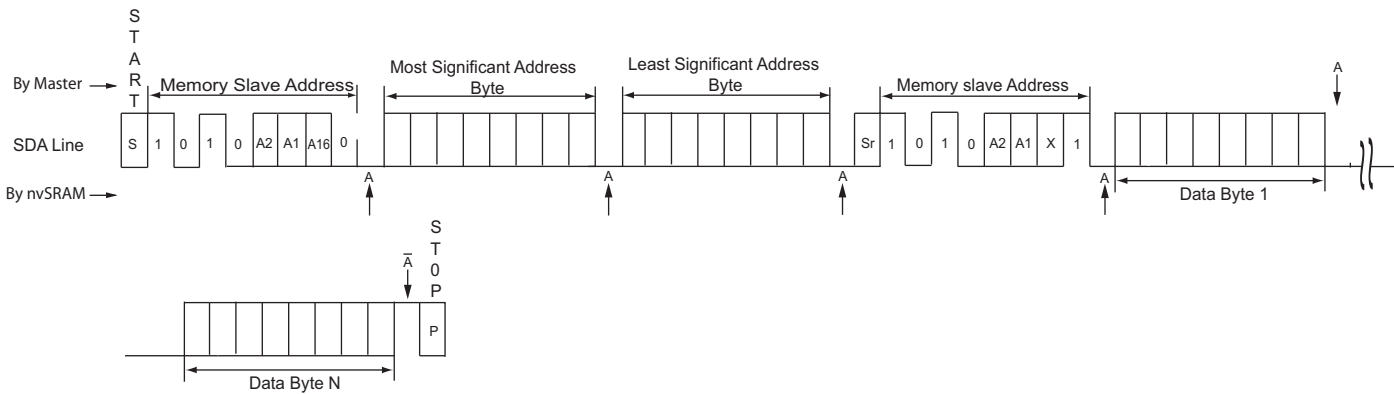 START
By Master
Memory Slave Address
Most Significant Address
Byte
Least Significant Address
Byte
Memory slave Address
A
SDA Line
S 1 0 1 0 A2 A1 A16 0
Sr 1 0 1 0 A2 A1 X 1
A
A
A
A
By nvSRAM
Data Byte 1
ST0P
A̅
P
Data Byte N